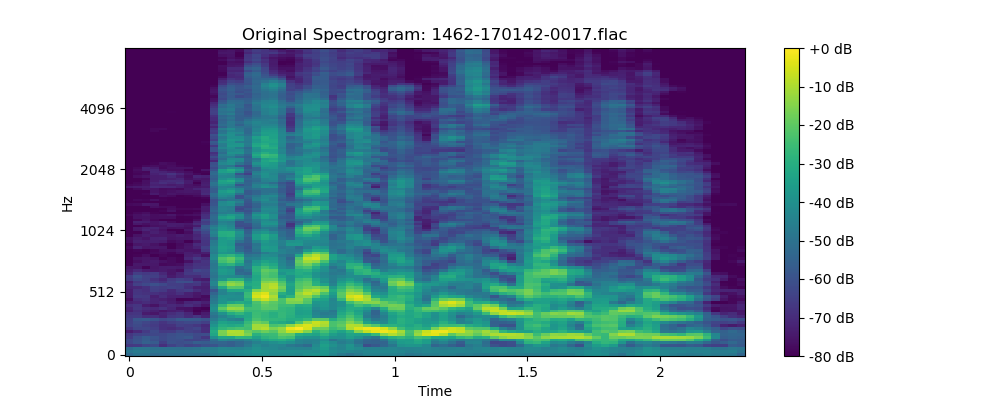 Original Spectrogram: 1462-170142-0017.flac
Hz
4096
2048
1024
512
0
0
0.5
1
1.5
2
Time
+0 dB
-10 dB
-20 dB
-30 dB
-40 dB
-50 dB
-60 dB
-70 dB
-80 dB